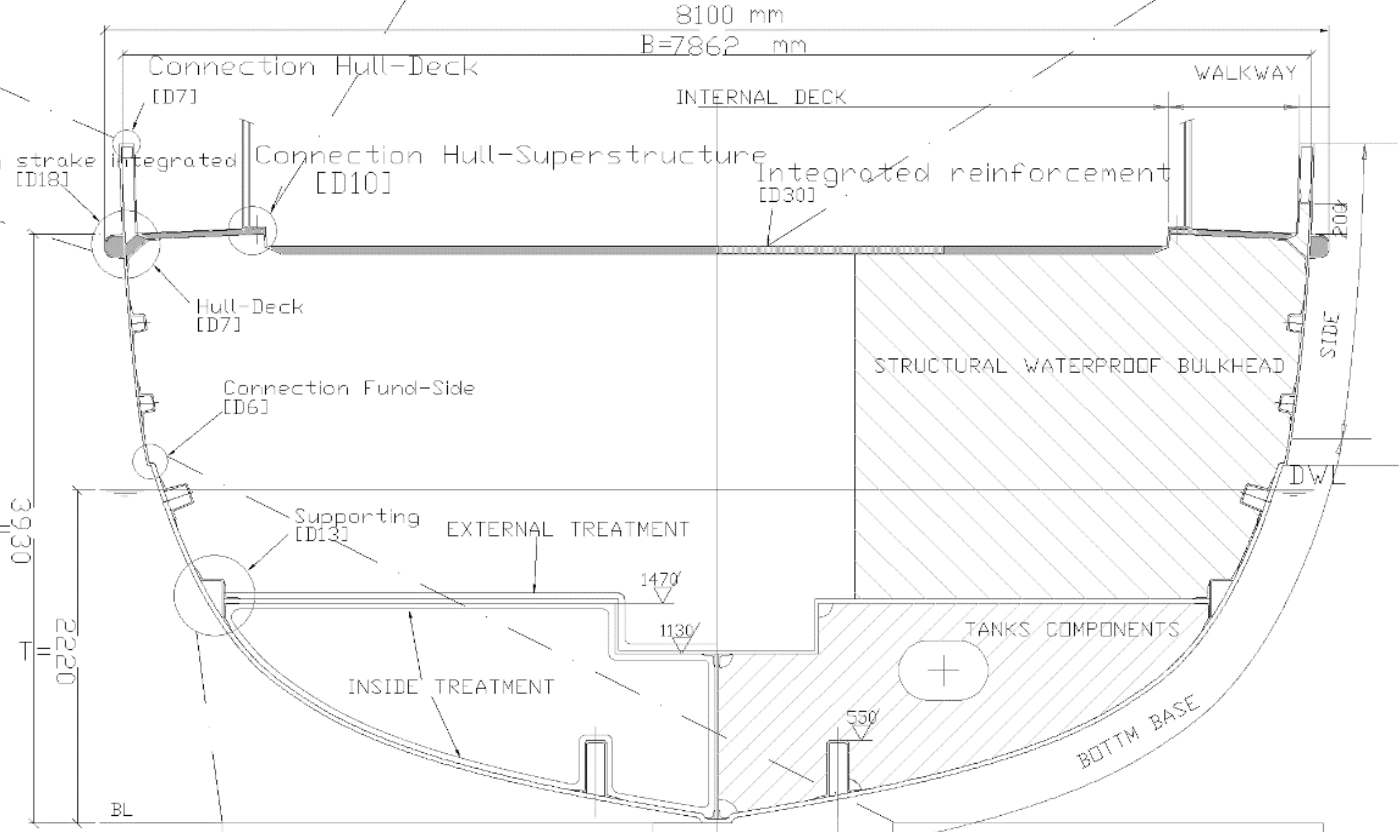 8100 mm
B=7862 mm
Connection Hull-Deck
[D7]
WALKWAY
INTERNAL DECK
strake integrated
[D18]
Connection Hull-Superstructure
[D10]
Integrated reinforcement
[D30]
200
Hull-Deck
[D7]
SIDE
STRUCTURAL WATERPROOF BULKHEAD
Connection Fund-Side
[D6]
DWL
3930
Supporting
[D13]
EXTERNAL TREATMENT
1470
1130
TANKS COMPONENTS
T=
2220
INSIDE TREATMENT
550
BOTTM BASE
BL